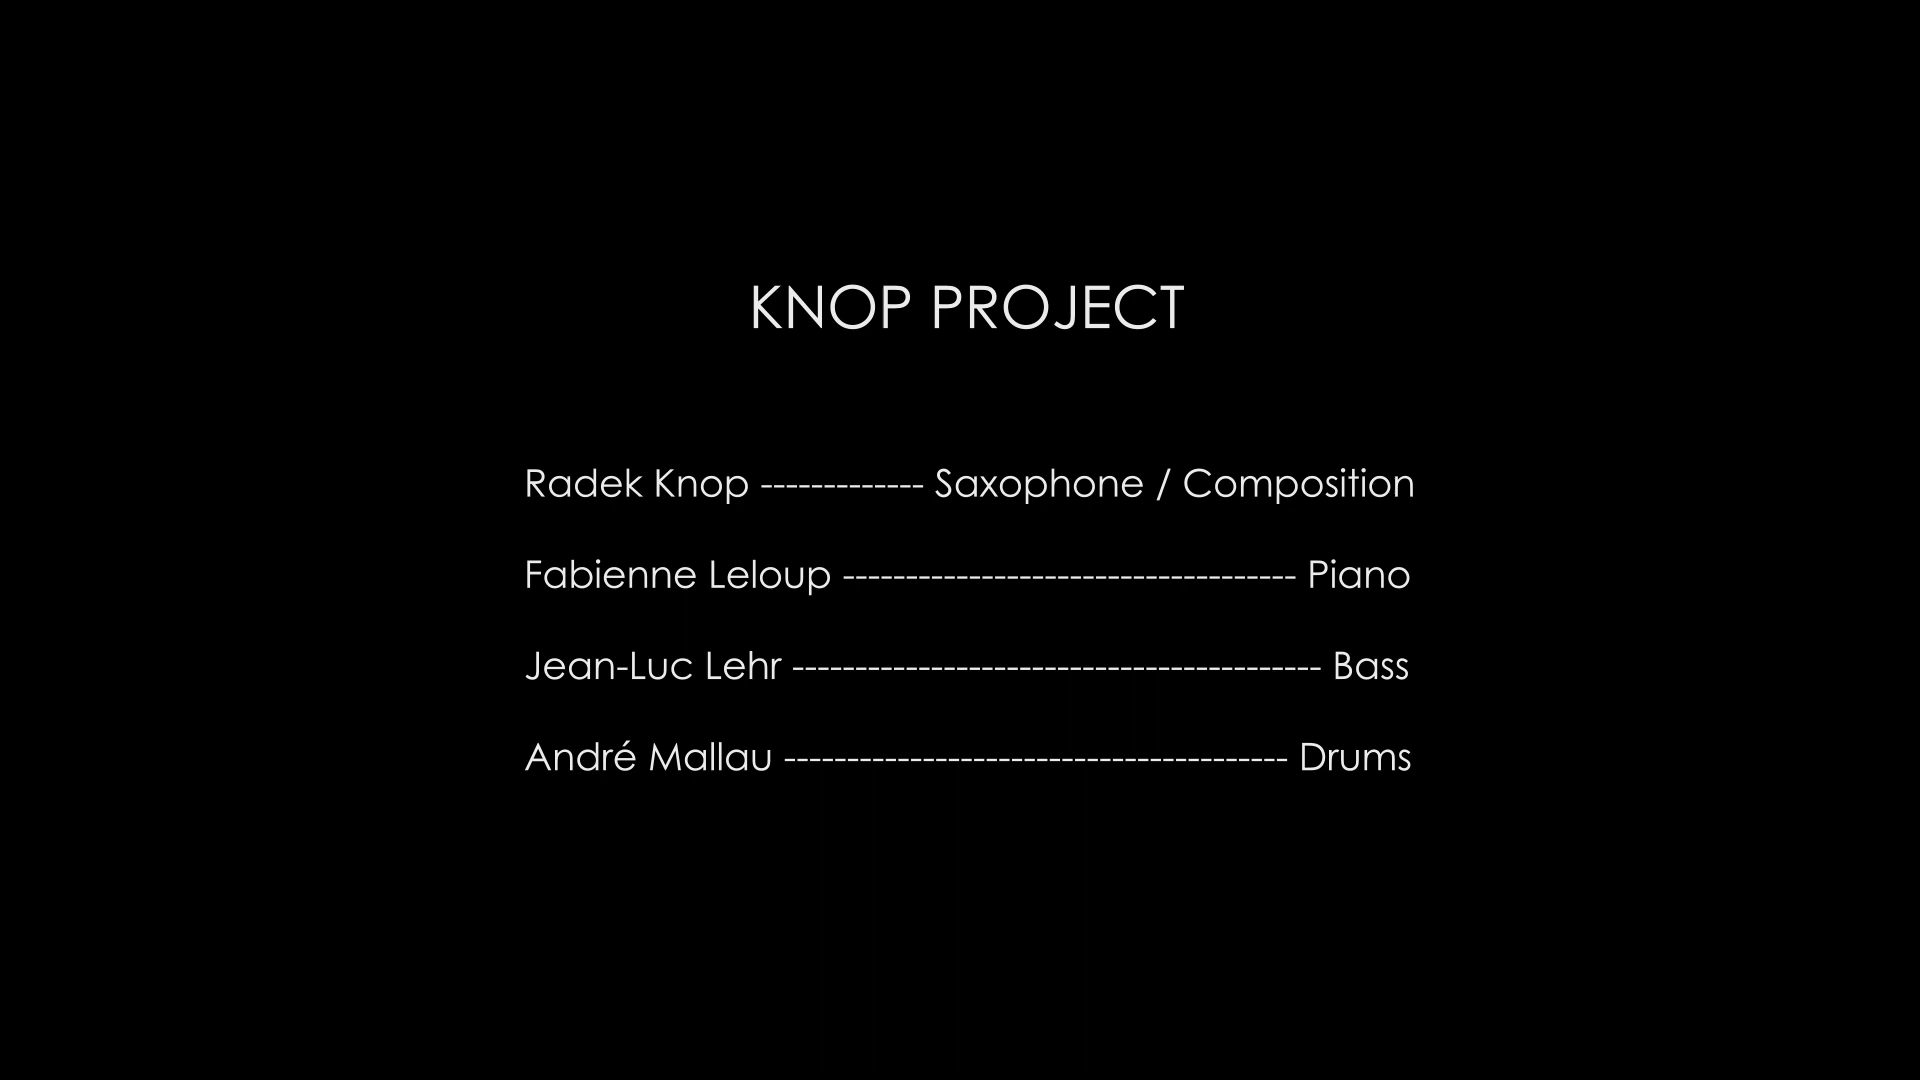 KNOP PROJECT
Radek Knop ------------- Saxophone / Composition
Fabienne Leloup ------------------------------------ Piano
Jean-Luc Lehr ------------------------------------------ Bass
André Mallau ---------------------------------------- Drums